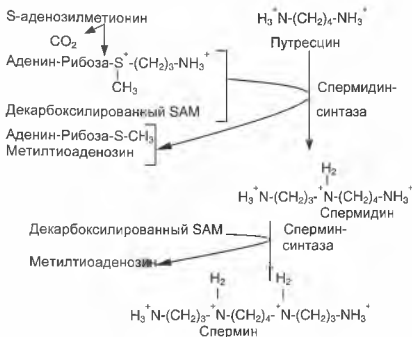 S-аденозилметионин
CO₂
Аденин-Рибоза-S⁺-(CH₂)₃-NH₃⁺
CH₃
Декарбоксилированный SAM
Аденин-Рибоза-S-CH₃
Метилтиоаденозин
H₃⁺N-(CH₂)₄-NH₃⁺
Путресцин
Спермидин-
синтаза
H₂
H₃⁺N-(CH₂)₃-⁺N-(CH₂)₄-NH₃⁺
Спермидин
Декарбоксилированный SAM
Метилтиоаденозин
Спермин-
синтаза
H₂ H₂
H₃⁺N-(CH₂)₃-⁺N-(CH₂)₄-⁺N-(CH₂)₃-NH₃⁺
Спермин